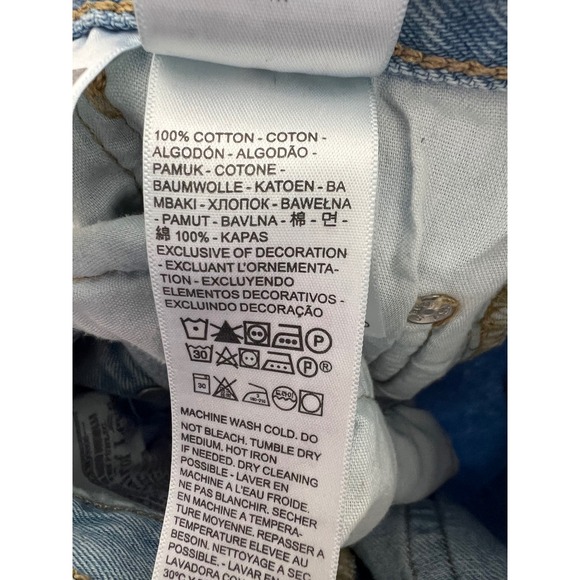 100% COTTON - COTON -
ALGODÓN - ALGODÃO -
PAMUK - COTONE -
BAUMWOLLE - KATOEN - BA
MBAKI - ХЛОПОК - BAWEŁNA
- PAMUT - BAVLNA - 棉 - 면 -
綿 100% - KAPAS
EXCLUSIVE OF DECORATION
- EXCLUANT L'ORNEMENTA-
TION - EXCLUYENDO
ELEMENTOS DECORATIVOS -
EXCLUINDO DECORAÇÃO
P
30 P
30
MACHINE WASH COLD. DO
NOT BLEACH. TUMBLE DRY
MEDIUM. HOT IRON
IF NEEDED. DRY CLEANING
POSSIBLE - LAVER EN
MACHINE A L'EAU FROIDE.
NE PAS BLANCHIR. SECHER
EN MACHINE A TEMPERA-
TURE MOYENNE. REPASSER A
TEMPERATURE ELEVEE AU
BESOIN. NETTOYAGE A SEC